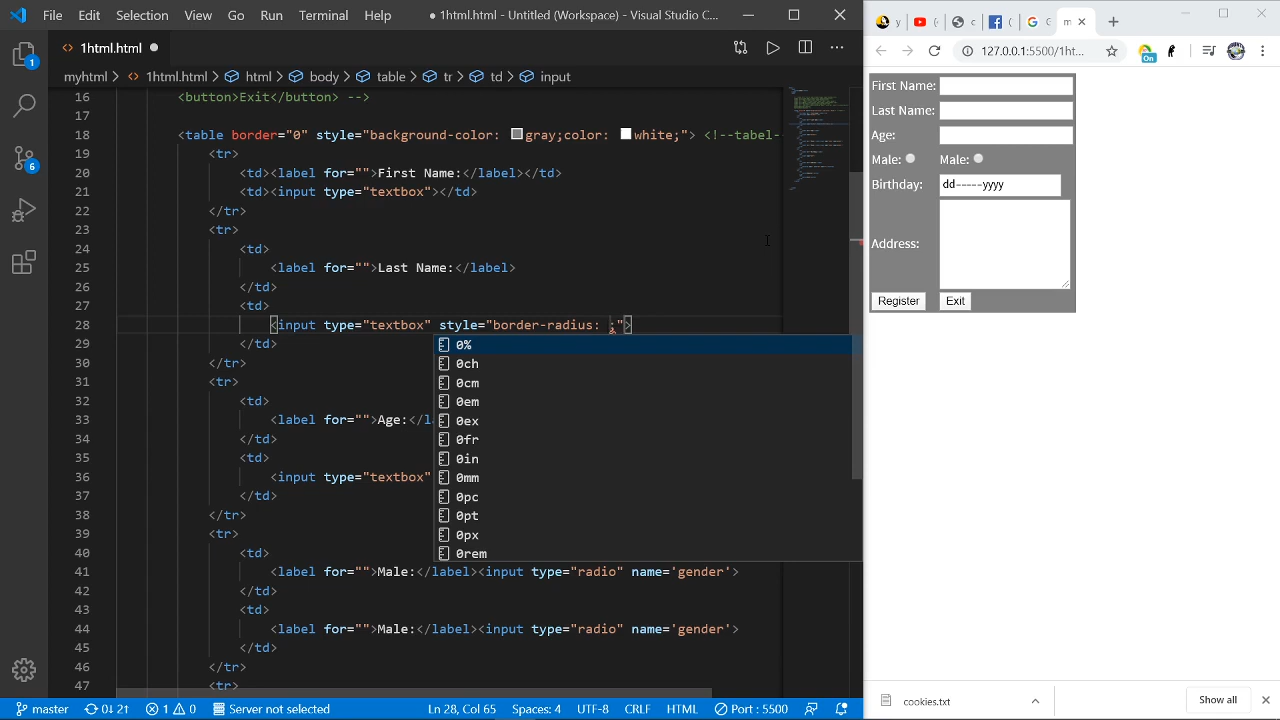 File Edit Selection View Go Run Terminal Help ● 1html.html - Untitled (Workspace) - Visual Studio C...
<> 1html.html ●
myhtml > <> 1html.html > html > body > table > tr > td > input
16 <button>Exit</button> -->
17
18 <table border="0" style="background-color: gray;color: white;"> <!--tabel--
19 <tr>
20 <td><label for="">First Name:</label></td>
21 <td><input type="textbox"></td>
22 </tr>
23 <tr>
24 <td>
25 <label for="">Last Name:</label>
26 </td>
27 <td>
28 <input type="textbox" style="border-radius: ;">
29 </td>
30 </tr>
31 <tr>
32 <td>
33 <label for="">Age:</l
34 </td>
35 <td>
36 <input type="textbox"
37 </td>
38 </tr>
39 <tr>
40 <td>
41 <label for="">Male:</label><input type="radio" name='gender'>
42 </td>
43 <td>
44 <label for="">Male:</label><input type="radio" name='gender'>
45 </td>
46 </tr>
47 <tr>
0%
0ch
0cm
0em
0ex
0fr
0in
0mm
0pc
0pt
0px
0rem
1
6
master 0↓ 2↑ 1 0 Server not selected Ln 28, Col 65 Spaces: 4 UTF-8 CRLF HTML Port : 5500
y ( c ( G m
127.0.0.1:5500/1ht...
On
First Name:
Last Name:
Age:
Male: Male:
Birthday: dd-----yyyy
Address:
Register Exit
cookies.txt Show all